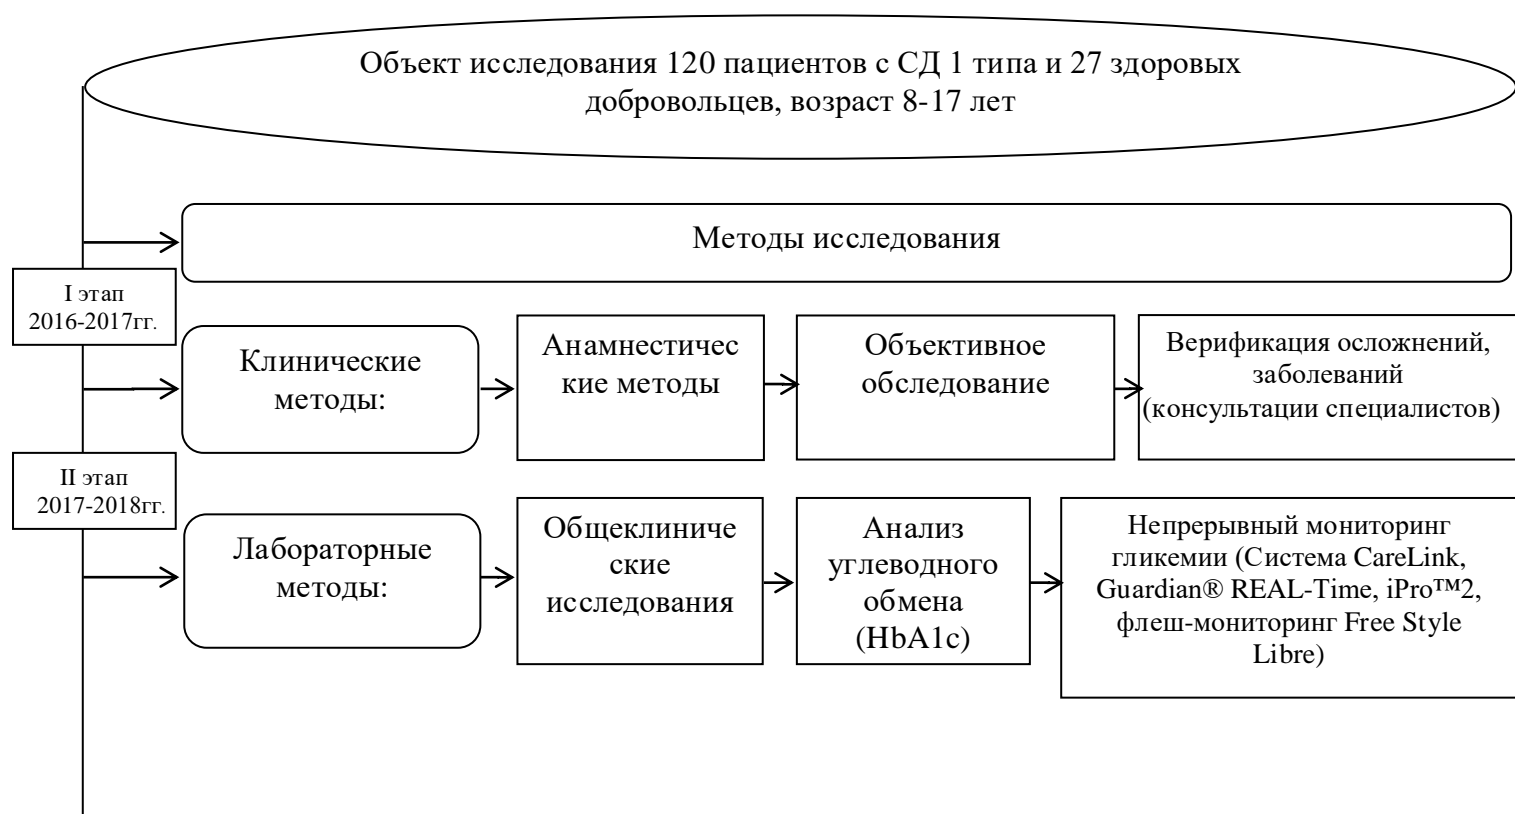 Объект исследования 120 пациентов с СД 1 типа и 27 здоровых
добровольцев, возраст 8-17 лет
Методы исследования
I этап
2016-2017гг.
Клинические
методы:
Анамнестичес
кие методы
Объективное
обследование
Верификация осложнений,
заболеваний
(консультации специалистов)
II этап
2017-2018гг.
Лабораторные
методы:
Общеклиниче
ские
исследования
Анализ
углеводного
обмена
(HbA1c)
Непрерывный мониторинг
гликемии (Система CareLink,
Guardian® REAL-Time, iPro™2,
флеш-мониторинг Free Style
Libre)